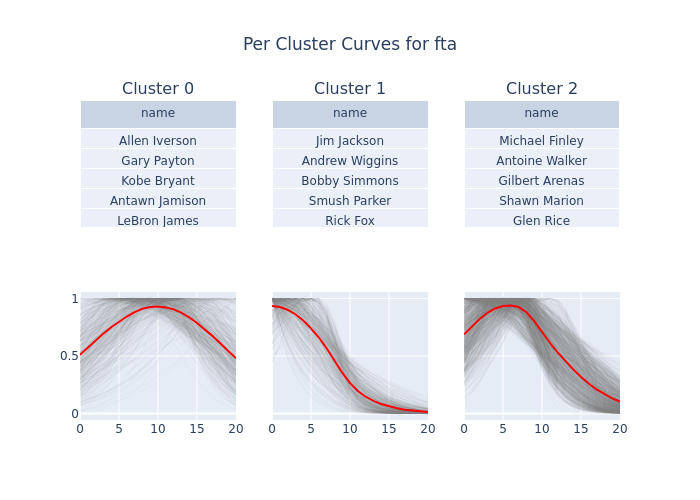 Per Cluster Curves for fta
Cluster 0
Cluster 1
Cluster 2
name
name
name
Allen Iverson
Jim Jackson
Michael Finley
Gary Payton
Andrew Wiggins
Antoine Walker
Kobe Bryant
Bobby Simmons
Gilbert Arenas
Antawn Jamison
Smush Parker
Shawn Marion
LeBron James
Rick Fox
Glen Rice
1
0.5
0
0 5 10 15 20
0 5 10 15 20
0 5 10 15 20